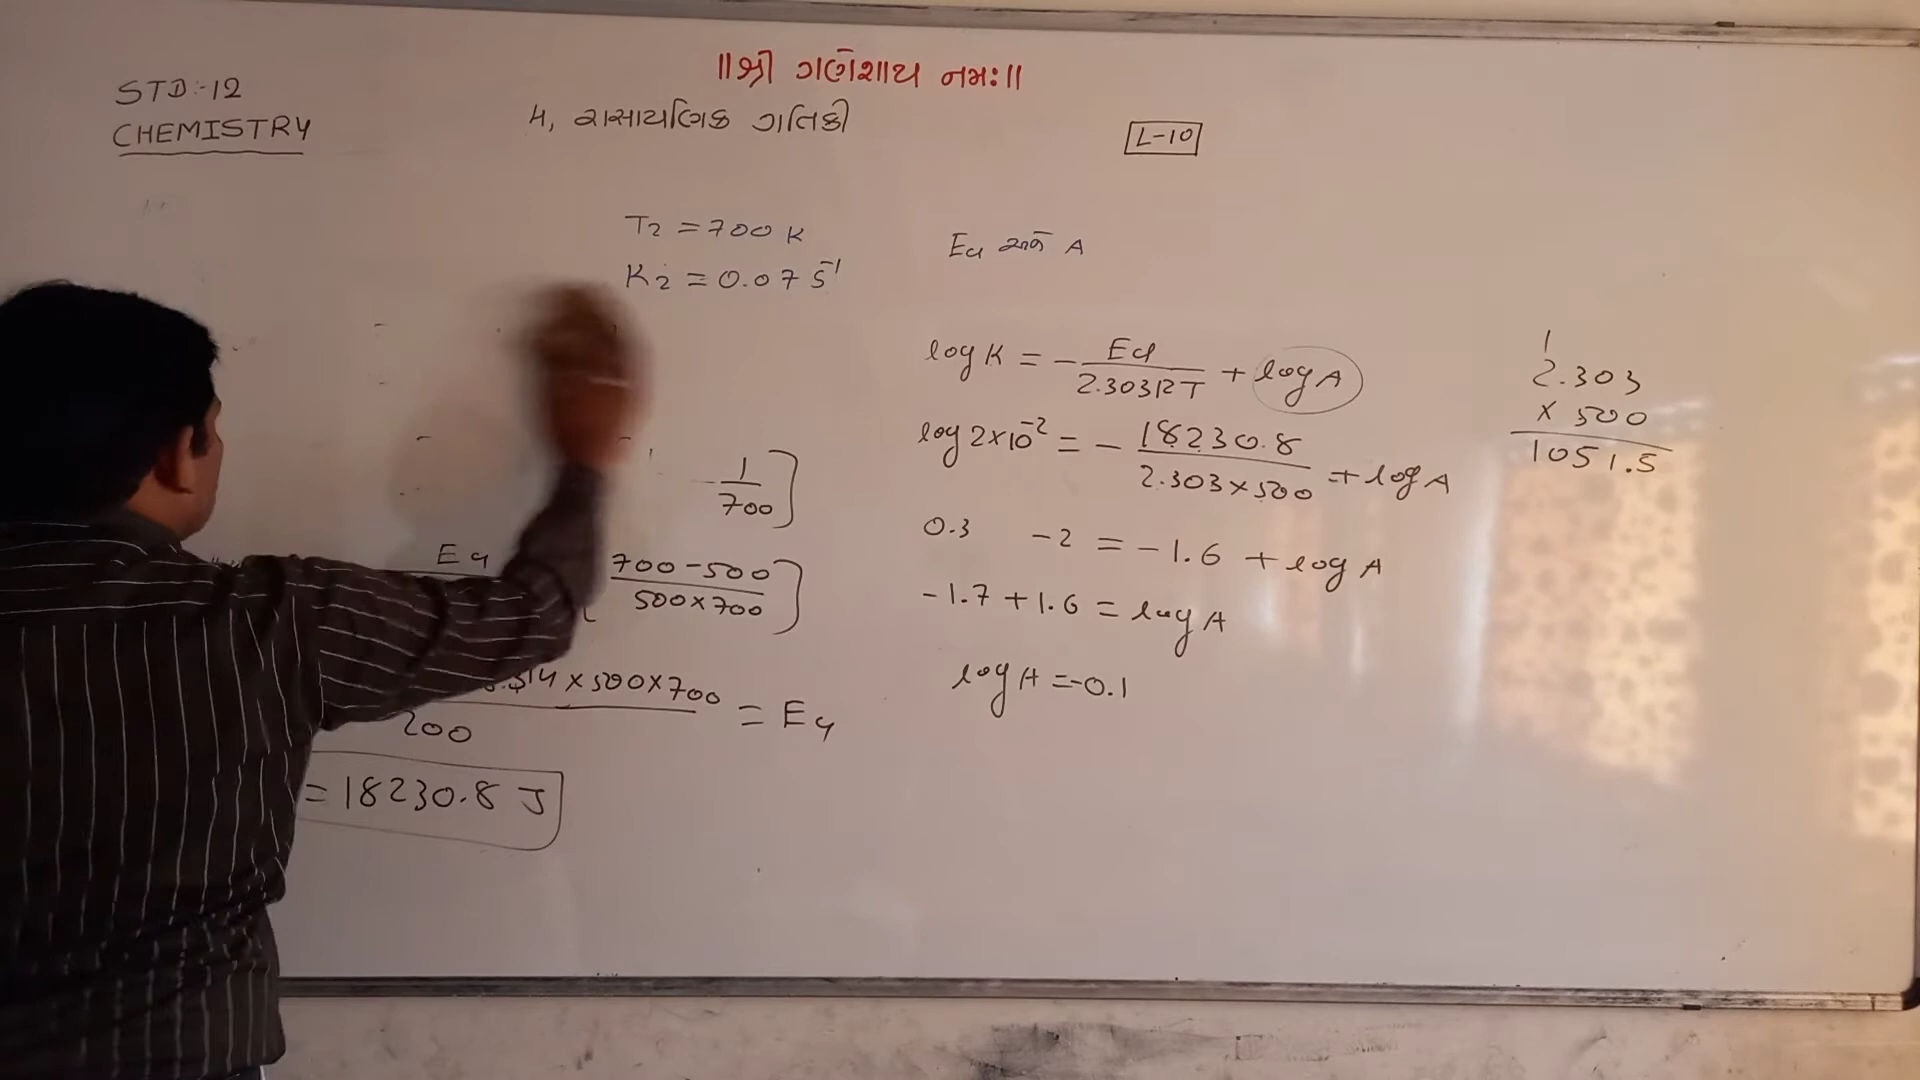 ॥શ્રી ગણેશાય નમઃ॥
STD:-12
CHEMISTRY
4, રાસાયણિક ગતિકી
L-10
T2 = 700 K
K2 = 0.07 S⁻¹
Ea અને A
1/700]
Ea
700-500/500×700]
.314×500×700/200 = Ea
= 18230.8 J
log K = - Ea/2.303RT + log A
log 2×10⁻² = - 18230.8/2.303×500 + log A
0.3 -2 = -1.6 + log A
-1.7+1.6 = log A
log A = -0.1
1
2.303
× 500
1051.5